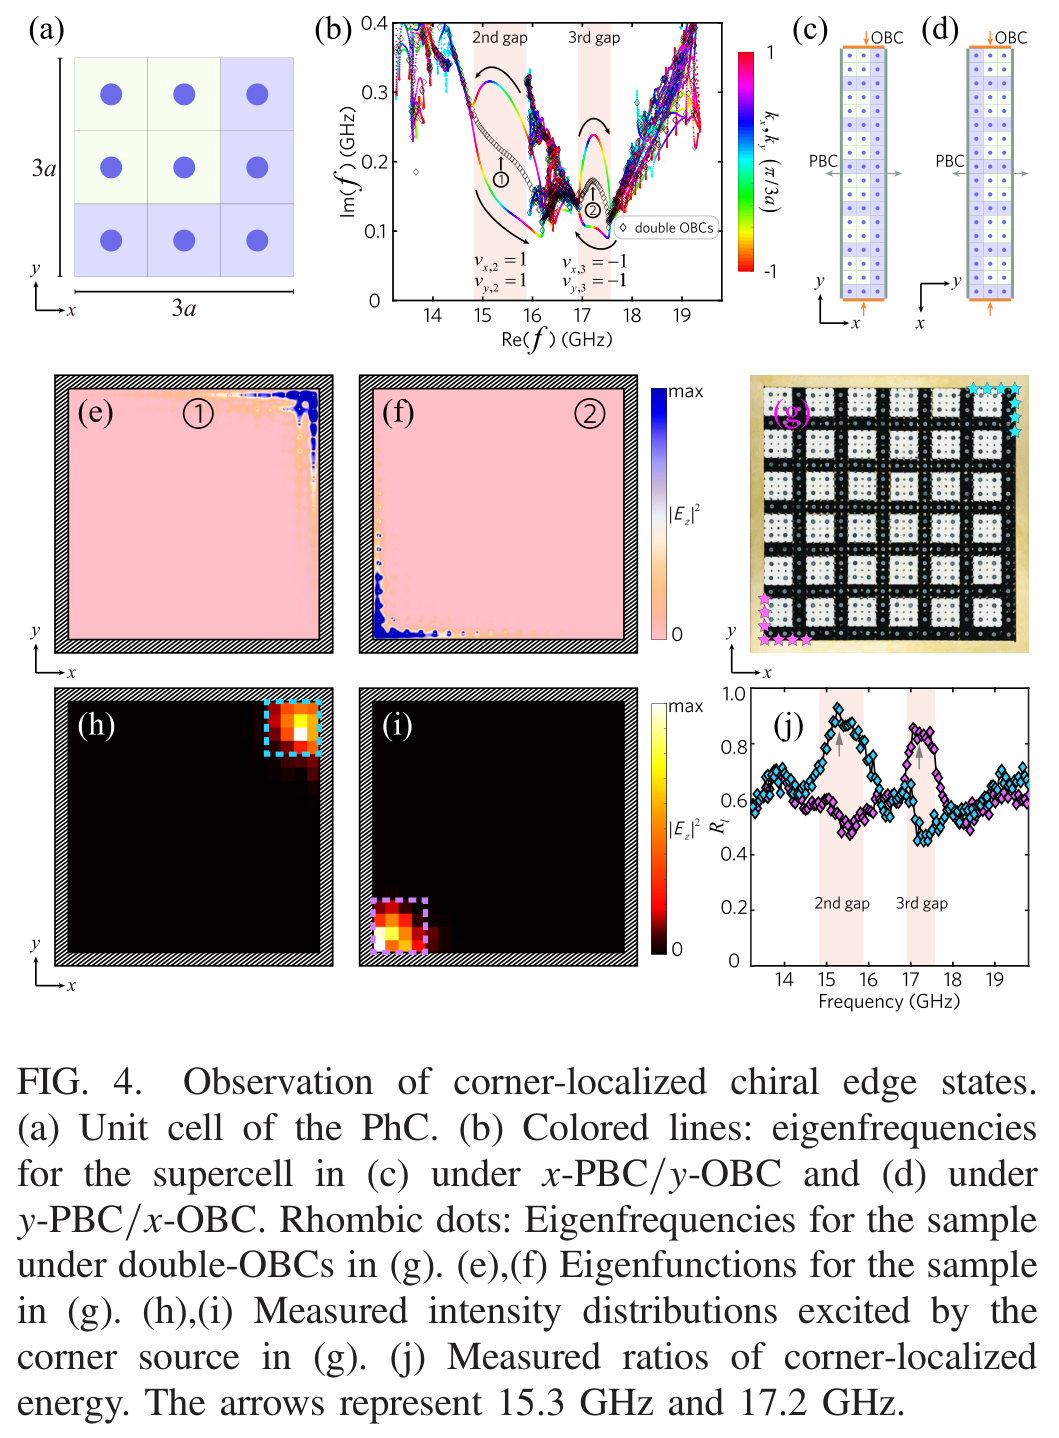 (a)
3a
3a
y
x
(b)
0.4
0.3
0.2
0.1
0
Im(f) (GHz)
2nd gap
3rd gap
1
2
◇ double OBCs
v_{x,2} = 1
v_{y,2} = 1
v_{x,3} = −1
v_{y,3} = −1
14 15 16 17 18 19
Re(f) (GHz)
1
k_x, k_y (π/3a)
-1
(c)
OBC
PBC
y
x
(d)
OBC
PBC
y
x
(e)
1
y
x
(f)
2
max
|E_z|^2
0
(g)
y
x
(h)
y
x
(i)
max
|E_z|^2
0
(j)
1.0
0.8
0.6
0.4
0.2
0
R_l
2nd gap
3rd gap
14 15 16 17 18 19
Frequency (GHz)
FIG. 4. Observation of corner-localized chiral edge states.
(a) Unit cell of the PhC. (b) Colored lines: eigenfrequencies
for the supercell in (c) under x-PBC/y-OBC and (d) under
y-PBC/x-OBC. Rhombic dots: Eigenfrequencies for the sample
under double-OBCs in (g). (e),(f) Eigenfunctions for the sample
in (g). (h),(i) Measured intensity distributions excited by the
corner source in (g). (j) Measured ratios of corner-localized
energy. The arrows represent 15.3 GHz and 17.2 GHz.